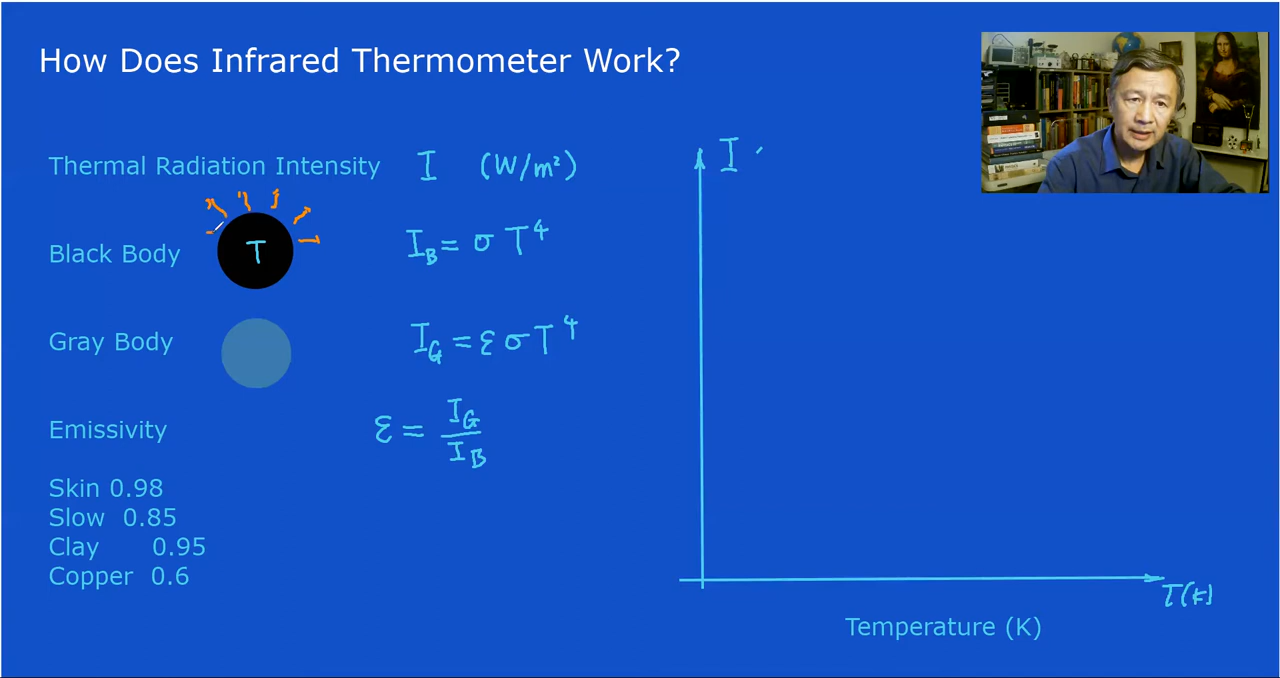 How Does Infrared Thermometer Work?
Thermal Radiation Intensity I (W/m²)
I
Black Body T I_B = σ T⁴
Gray Body I_G = ε σ T⁴
Emissivity ε = I_G / I_B
Skin 0.98
Slow 0.85
Clay 0.95
Copper 0.6
T(K)
Temperature (K)